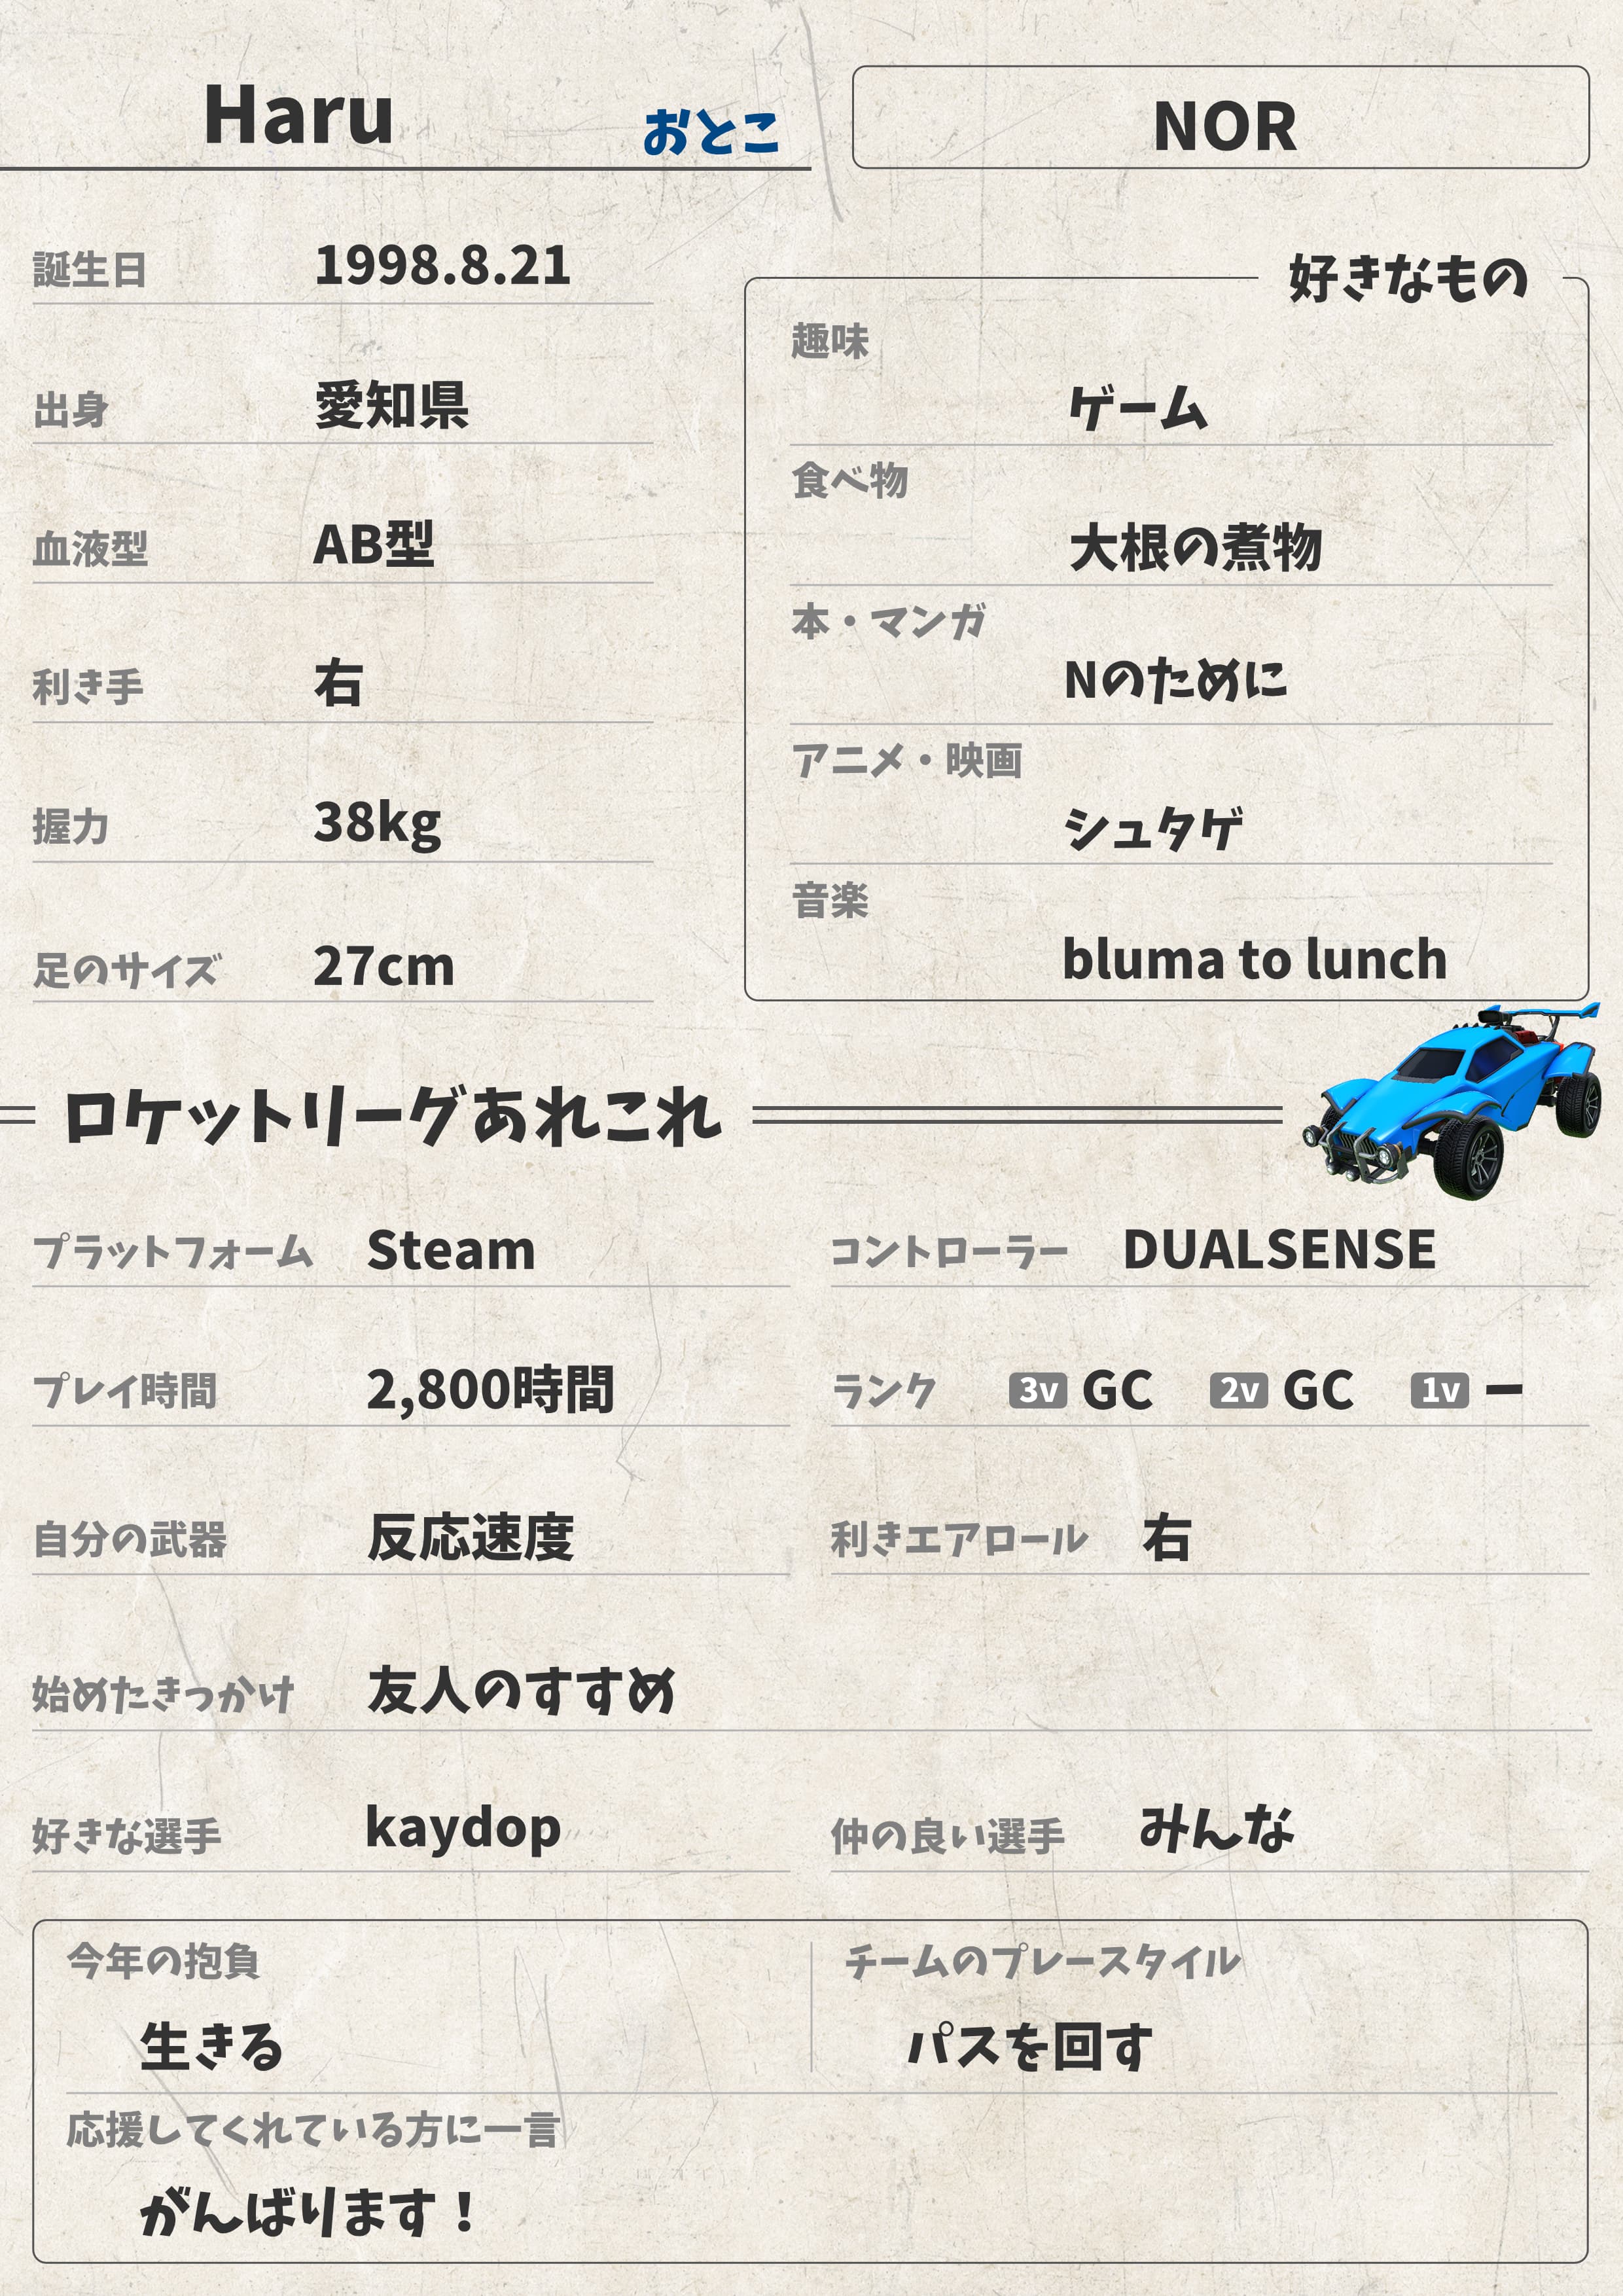 Haru おとこ
NOR
誕生日 1998.8.21
出身 愛知県
血液型 AB型
利き手 右
握力 38kg
足のサイズ 27cm
好きなもの
趣味
ゲーム
食べ物
大根の煮物
本・マンガ
Nのために
アニメ・映画
シュタゲ
音楽
bluma to lunch
ロケットリーグあれこれ
プラットフォーム Steam
コントローラー DUALSENSE
プレイ時間 2,800時間
ランク 3v GC 2v GC 1v ー
自分の武器 反応速度
利きエアロール 右
始めたきっかけ 友人のすすめ
好きな選手 kaydop
仲の良い選手 みんな
今年の抱負
生きる
チームのプレースタイル
パスを回す
応援してくれている方に一言
がんばります！